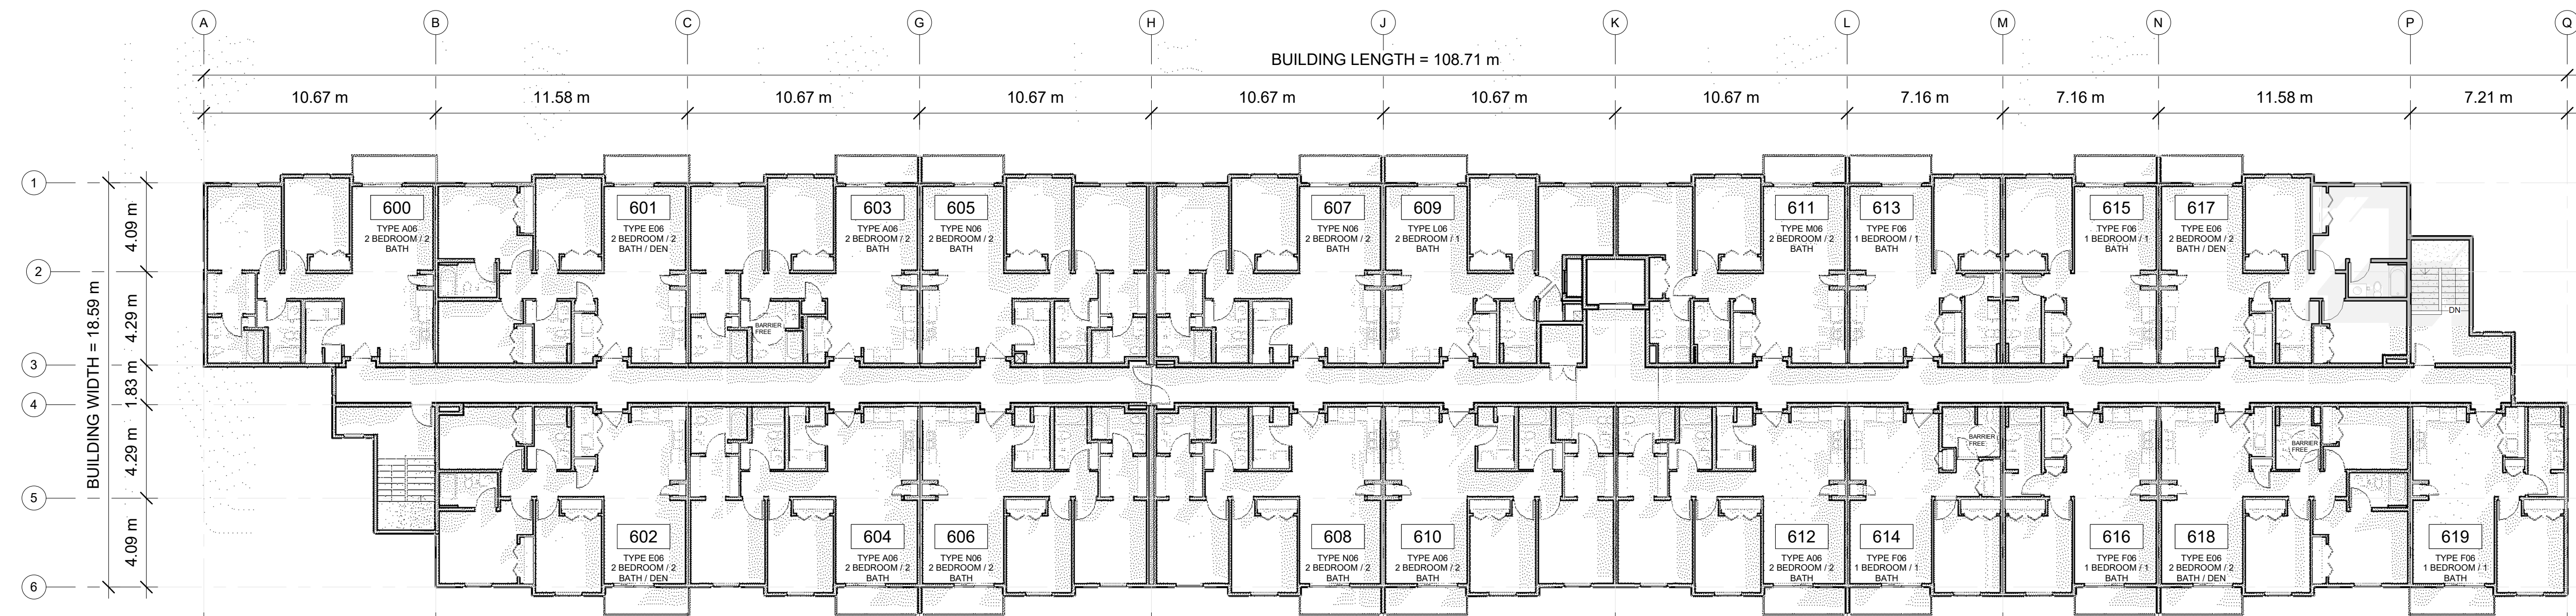 A B C G H J K L M N P Q
BUILDING LENGTH = 108.71 m
10.67 m 11.58 m 10.67 m 10.67 m 10.67 m 10.67 m 10.67 m 7.16 m 7.16 m 11.58 m 7.21 m
1
2
3
4
5
6
BUILDING WIDTH = 18.59 m
4.09 m
4.29 m
1.83 m
4.29 m
4.09 m
600
TYPE A06
2 BEDROOM / 2
BATH
601
TYPE E06
2 BEDROOM / 2
BATH / DEN
603
TYPE A06
2 BEDROOM / 2
BATH
605
TYPE N06
2 BEDROOM / 2
BATH
607
TYPE N06
2 BEDROOM / 2
BATH
609
TYPE L06
2 BEDROOM / 1
BATH
611
TYPE M06
2 BEDROOM / 2
BATH
613
TYPE F06
1 BEDROOM / 1
BATH
615
TYPE F06
1 BEDROOM / 1
BATH
617
TYPE E06
2 BEDROOM / 2
BATH / DEN
BARRIER
FREE
DN
BARRIER
FREE
BARRIER
FREE
602
TYPE E06
2 BEDROOM / 2
BATH / DEN
604
TYPE A06
2 BEDROOM / 2
BATH
606
TYPE N06
2 BEDROOM / 2
BATH
608
TYPE N06
2 BEDROOM / 2
BATH
610
TYPE A06
2 BEDROOM / 2
BATH
612
TYPE A06
2 BEDROOM / 2
BATH
614
TYPE F06
1 BEDROOM / 1
BATH
616
TYPE F06
1 BEDROOM / 1
BATH
618
TYPE E06
2 BEDROOM / 2
BATH / DEN
619
TYPE F06
1 BEDROOM / 1
BATH